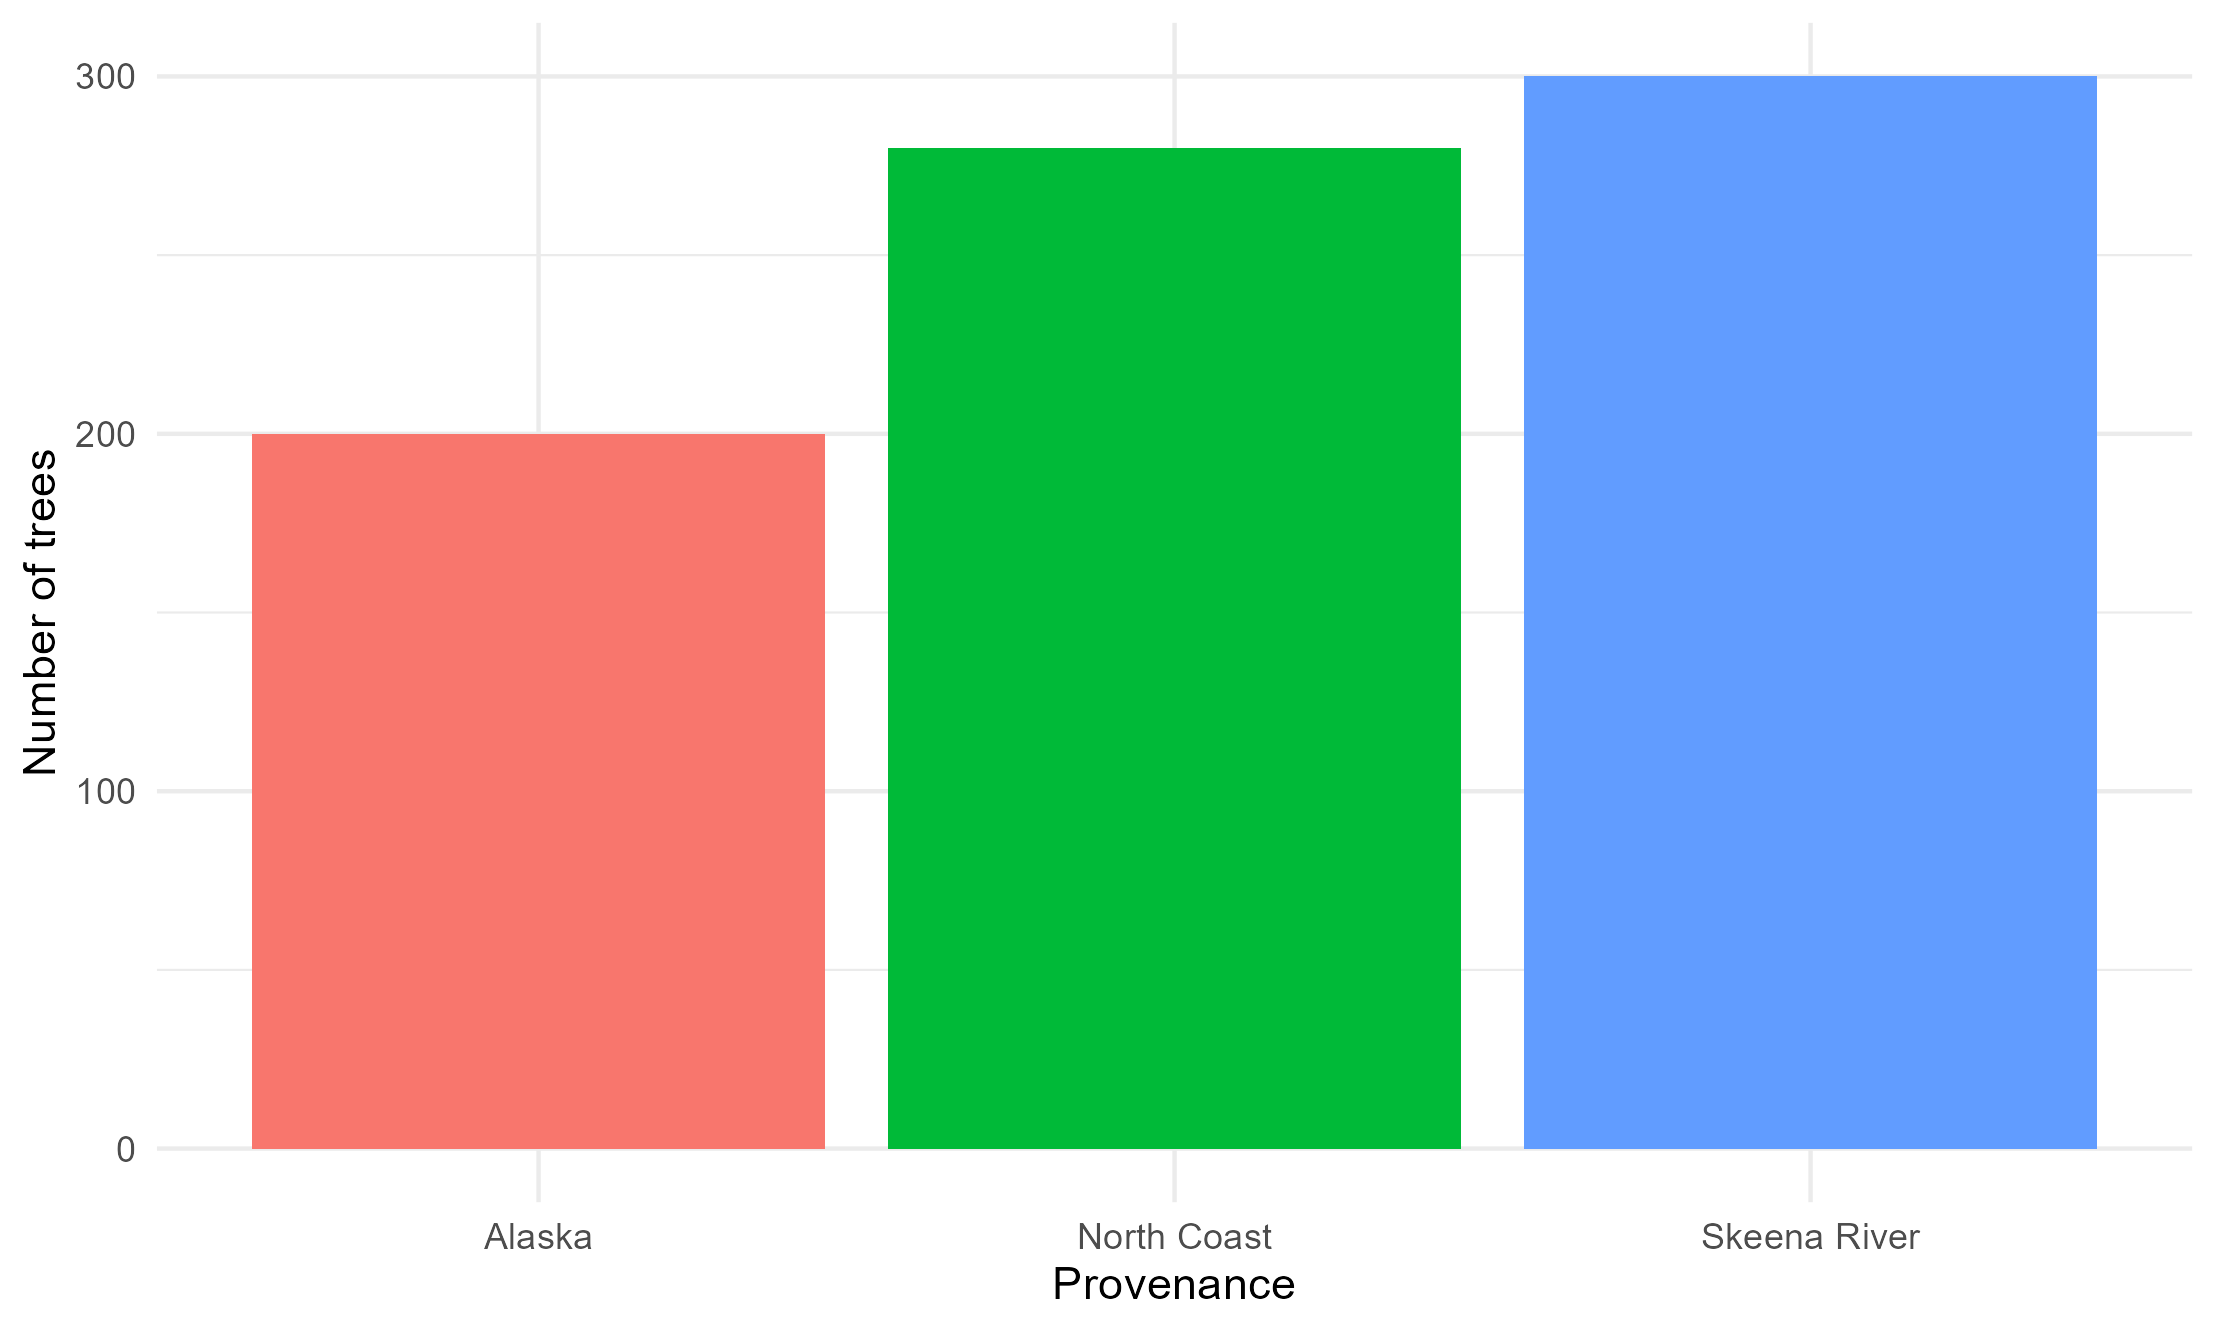 300
200
100
0
Number of trees
Alaska
North Coast
Skeena River
Provenance